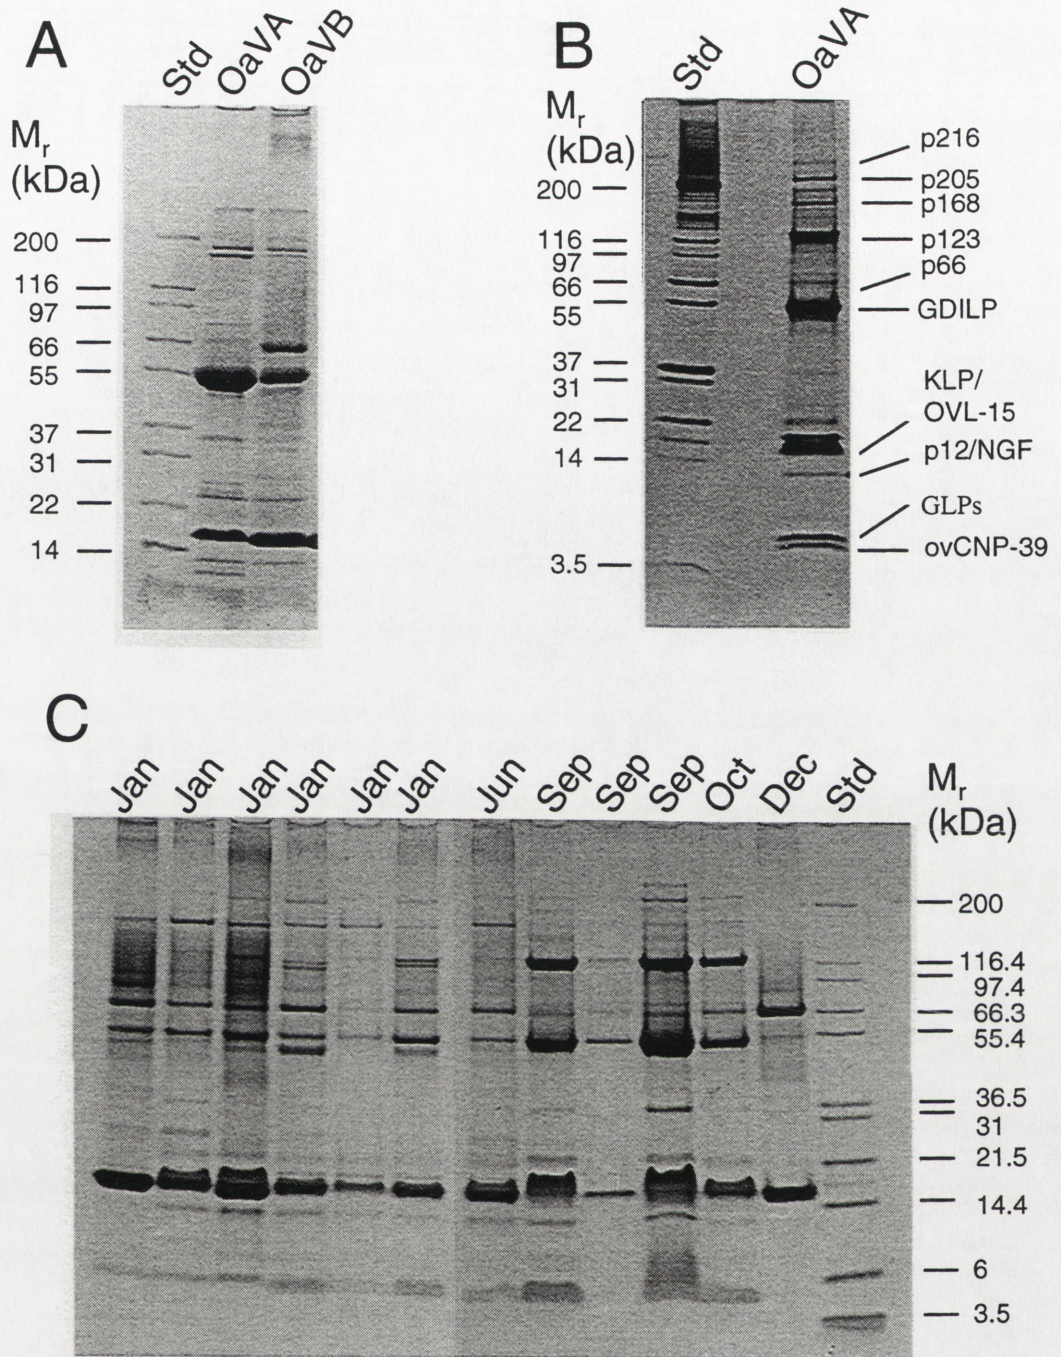 A
Std
OaVA
OaVB
Mr
(kDa)
200
116
97
66
55
37
31
22
14
B
Std
OaVA
Mr
(kDa)
200
116
97
66
55
37
31
22
14
3.5
p216
p205
p168
p123
p66
GDILP
KLP/
OVL-15
p12/NGF
GLPs
ovCNP-39
C
Jan
Jan
Jan
Jan
Jan
Jan
Jun
Sep
Sep
Sep
Oct
Dec
Std
Mr
(kDa)
200
116.4
97.4
66.3
55.4
36.5
31
21.5
14.4
6
3.5